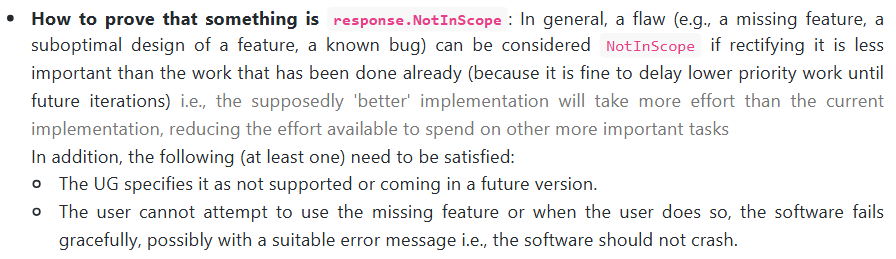 • How to prove that something is response.NotInScope : In general, a flaw (e.g., a missing feature, a
suboptimal design of a feature, a known bug) can be considered NotInScope if rectifying it is less
important than the work that has been done already (because it is fine to delay lower priority work until
future iterations) i.e., the supposedly 'better' implementation will take more effort than the current
implementation, reducing the effort available to spend on other more important tasks
In addition, the following (at least one) need to be satisfied:
○ The UG specifies it as not supported or coming in a future version.
○ The user cannot attempt to use the missing feature or when the user does so, the software fails
gracefully, possibly with a suitable error message i.e., the software should not crash.